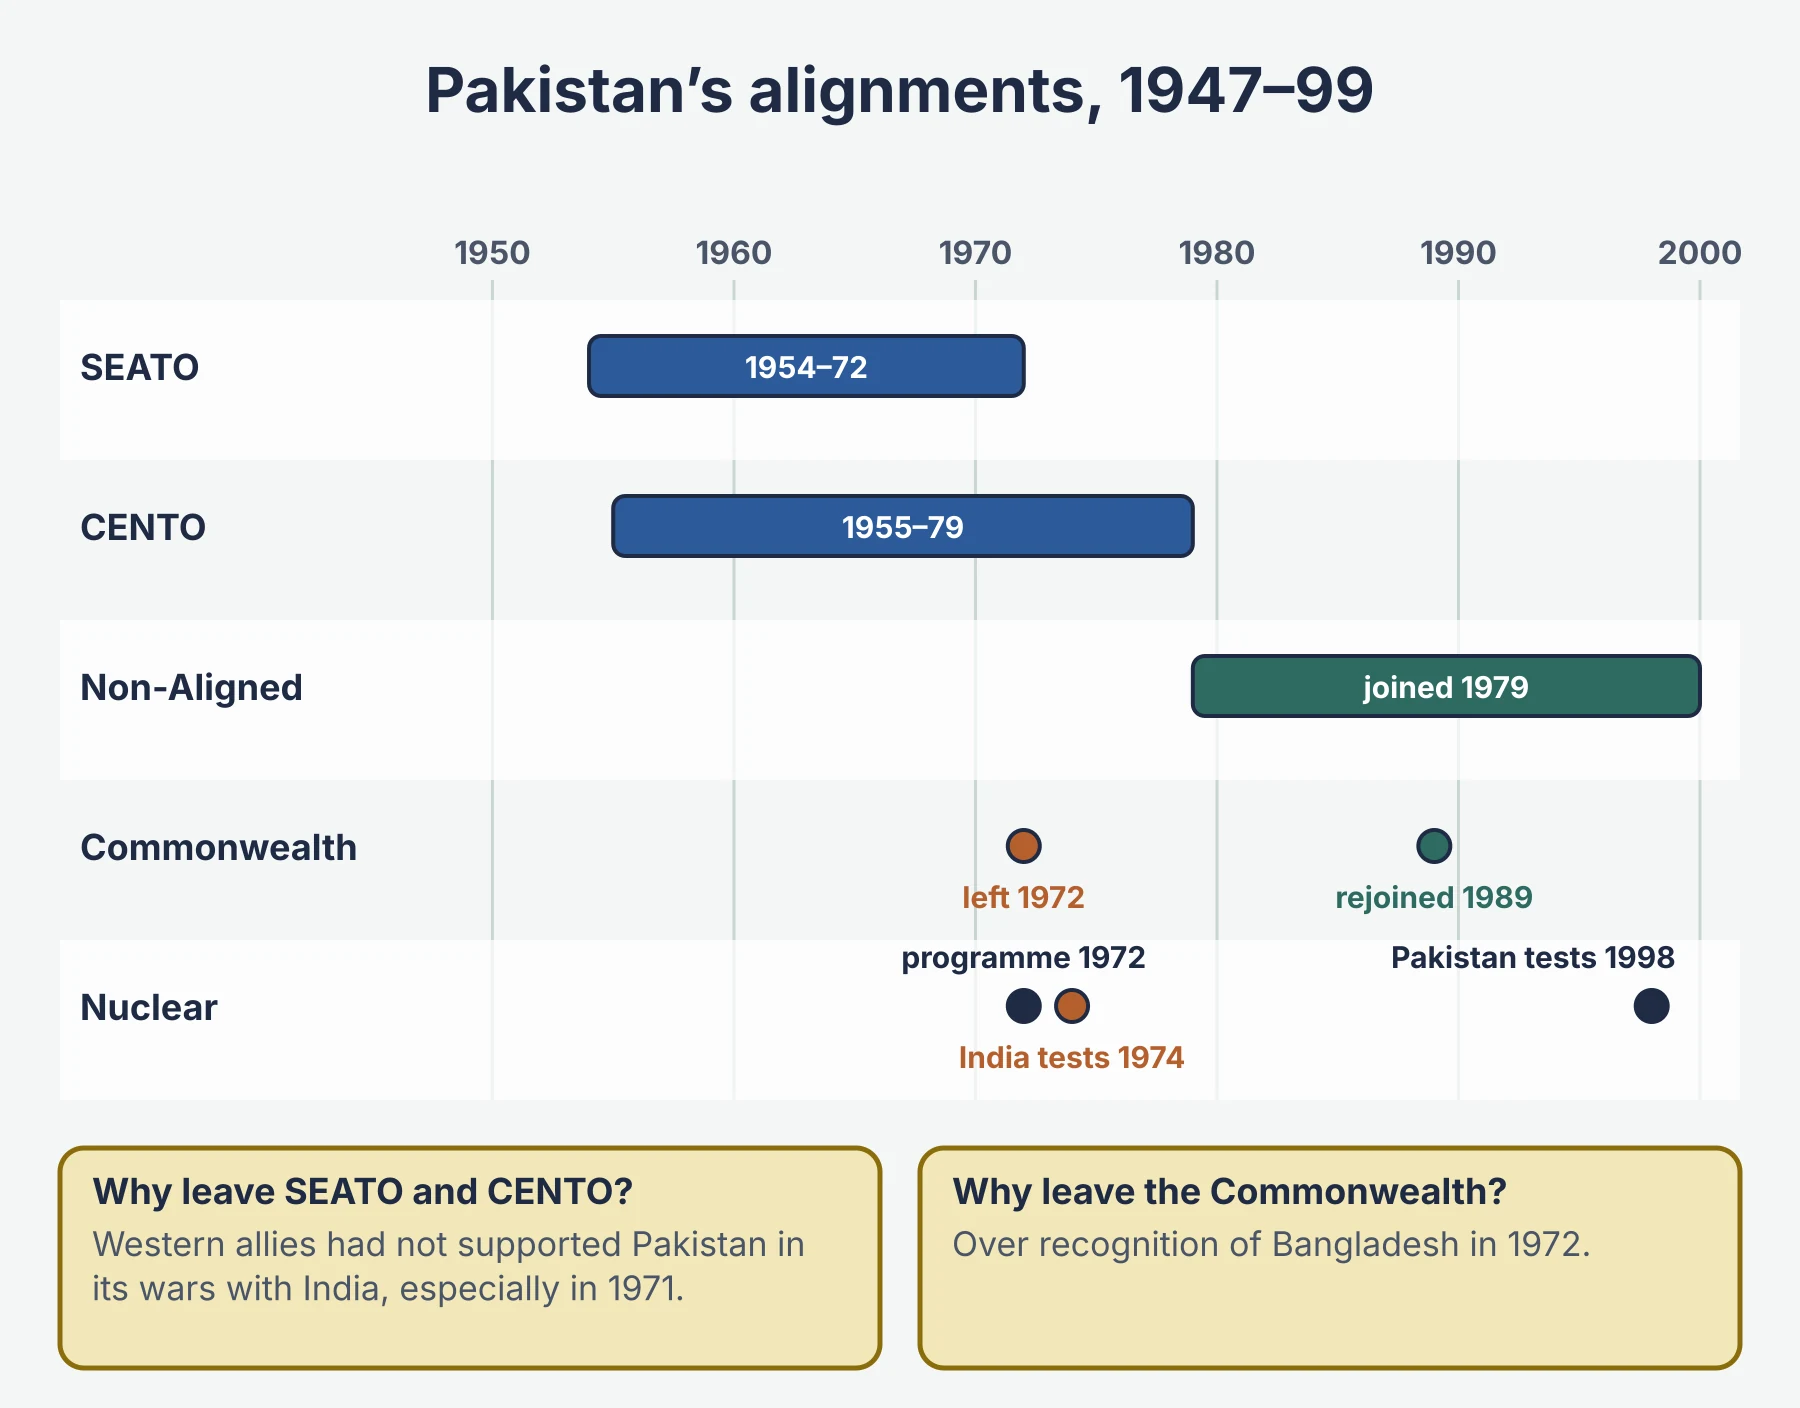 Pakistan’s alignments, 1947–99
1950 1960 1970 1980 1990 2000
SEATO
1954–72
CENTO
1955–79
Non-Aligned
joined 1979
Commonwealth
left 1972
rejoined 1989
programme 1972
Pakistan tests 1998
Nuclear
India tests 1974
Why leave SEATO and CENTO?
Western allies had not supported Pakistan in
its wars with India, especially in 1971.
Why leave the Commonwealth?
Over recognition of Bangladesh in 1972.